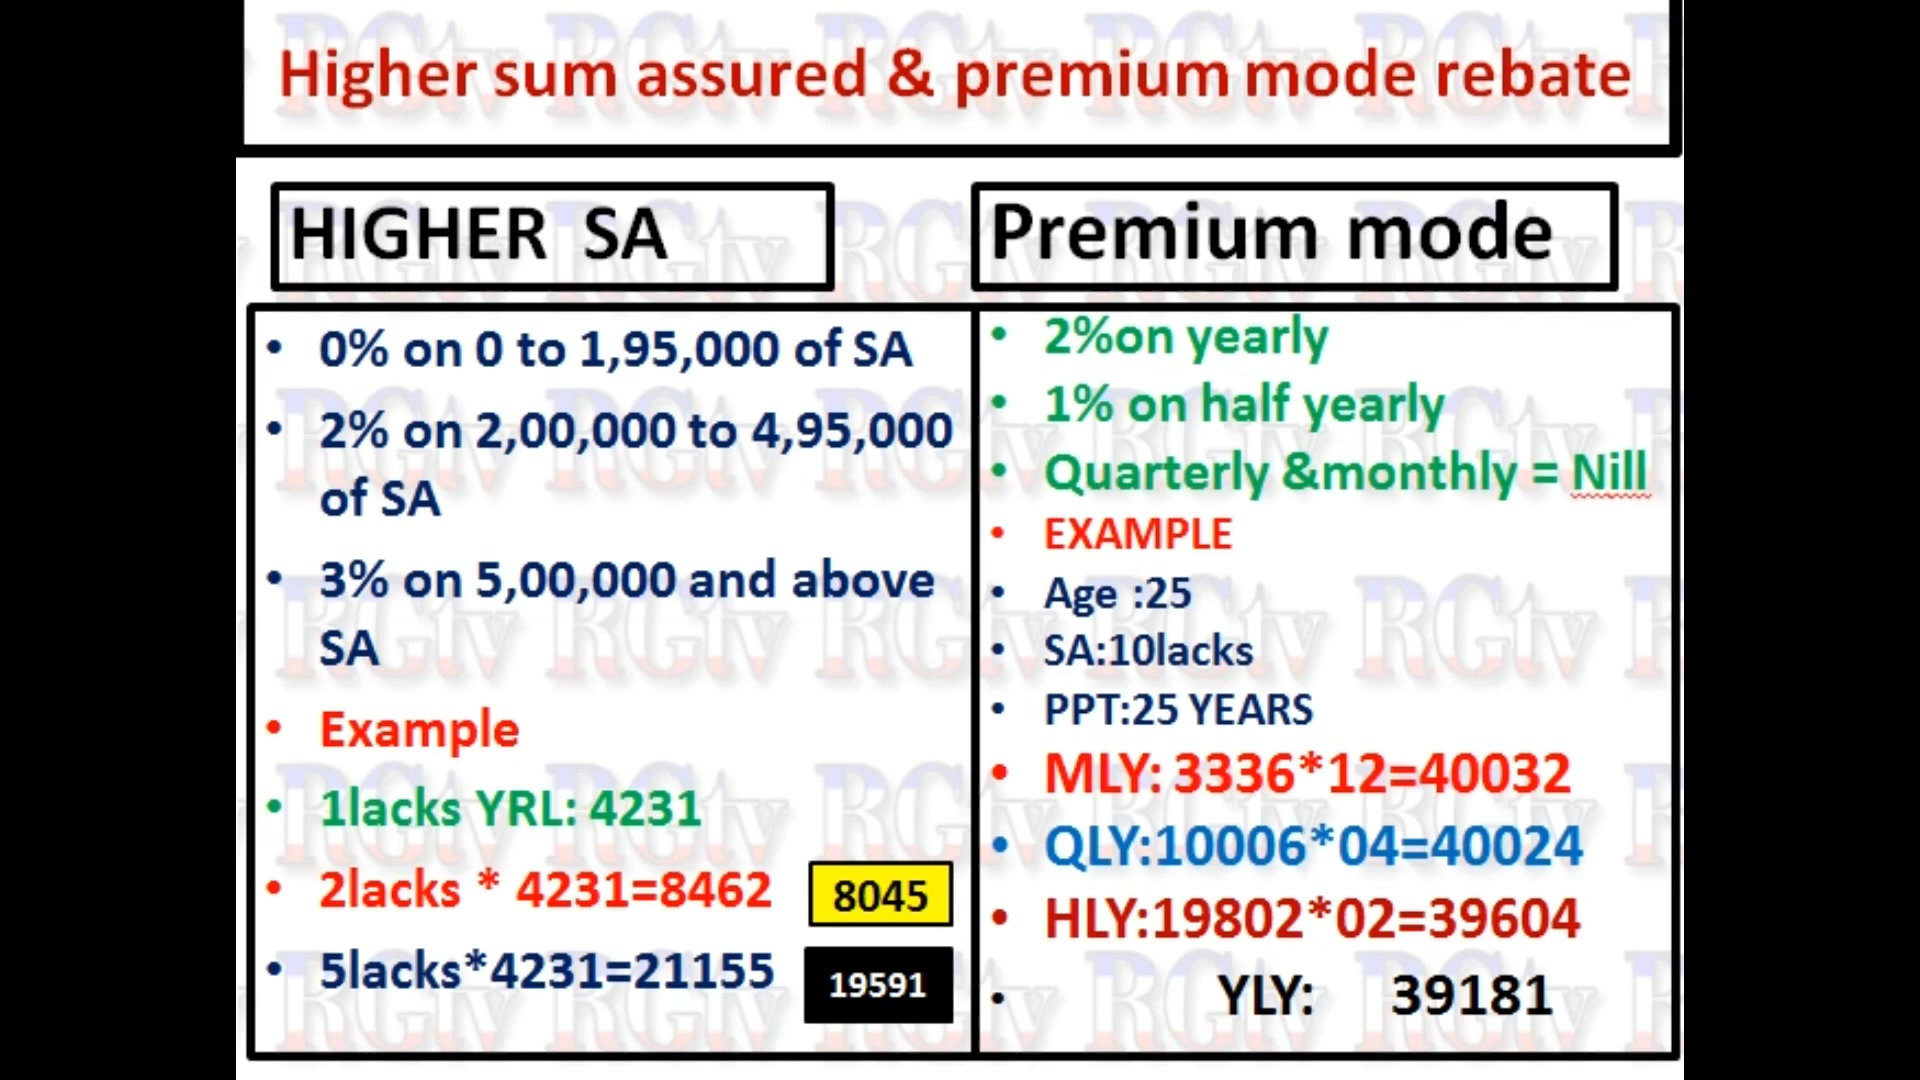 Higher sum assured & premium mode rebate
HIGHER SA
• 0% on 0 to 1,95,000 of SA
• 2% on 2,00,000 to 4,95,000
of SA
• 3% on 5,00,000 and above
SA
• Example
• 1lacks YRL: 4231
• 2lacks * 4231=8462
8045
• 5lacks*4231=21155
19591
Premium mode
• 2%on yearly
• 1% on half yearly
• Quarterly &monthly = Nill
• EXAMPLE
• Age :25
• SA:10lacks
• PPT:25 YEARS
• MLY: 3336*12=40032
• QLY:10006*04=40024
• HLY:19802*02=39604
• YLY: 39181
RGtv